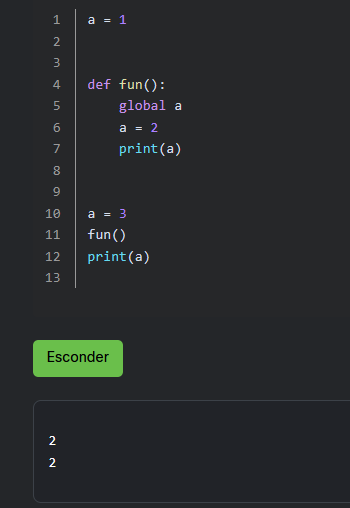 1 a = 1
2
3
4 def fun():
5     global a
6     a = 2
7     print(a)
8
9
10 a = 3
11 fun()
12 print(a)
13
Esconder
2
2